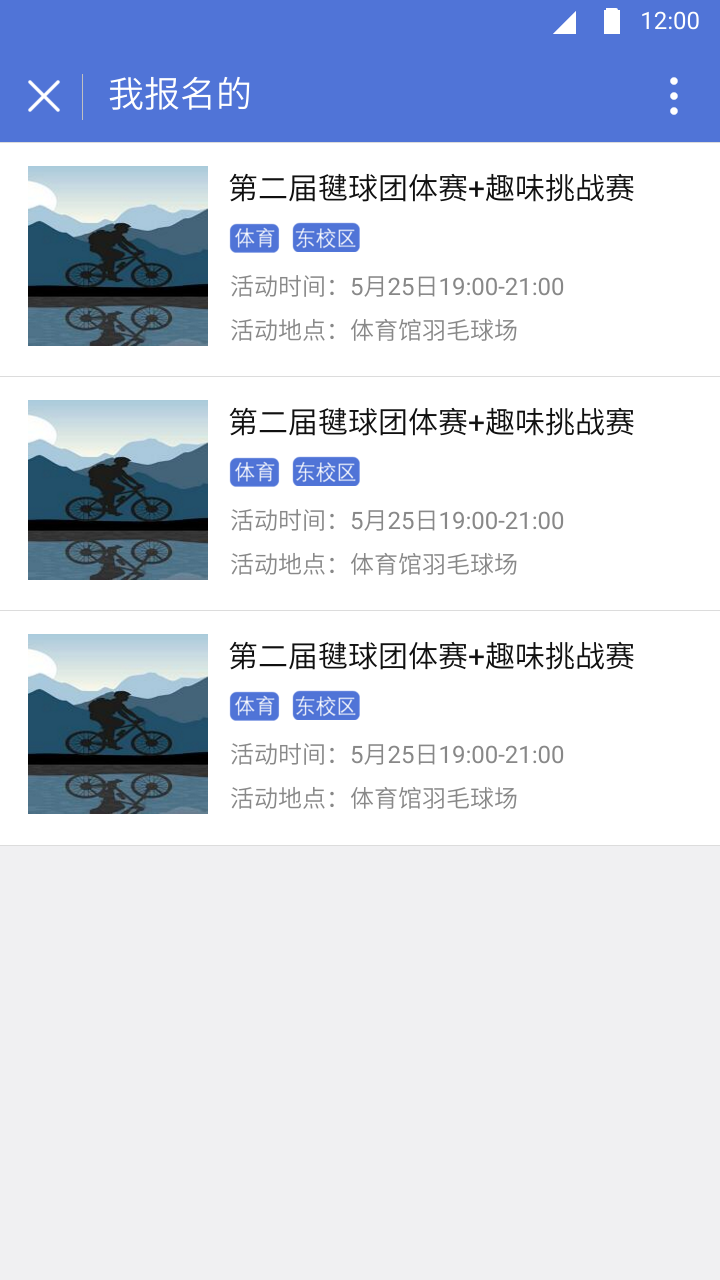 12:00
我报名的
第二届毽球团体赛+趣味挑战赛
体育 东校区
活动时间：5月25日19:00-21:00
活动地点：体育馆羽毛球场
第二届毽球团体赛+趣味挑战赛
体育 东校区
活动时间：5月25日19:00-21:00
活动地点：体育馆羽毛球场
第二届毽球团体赛+趣味挑战赛
体育 东校区
活动时间：5月25日19:00-21:00
活动地点：体育馆羽毛球场